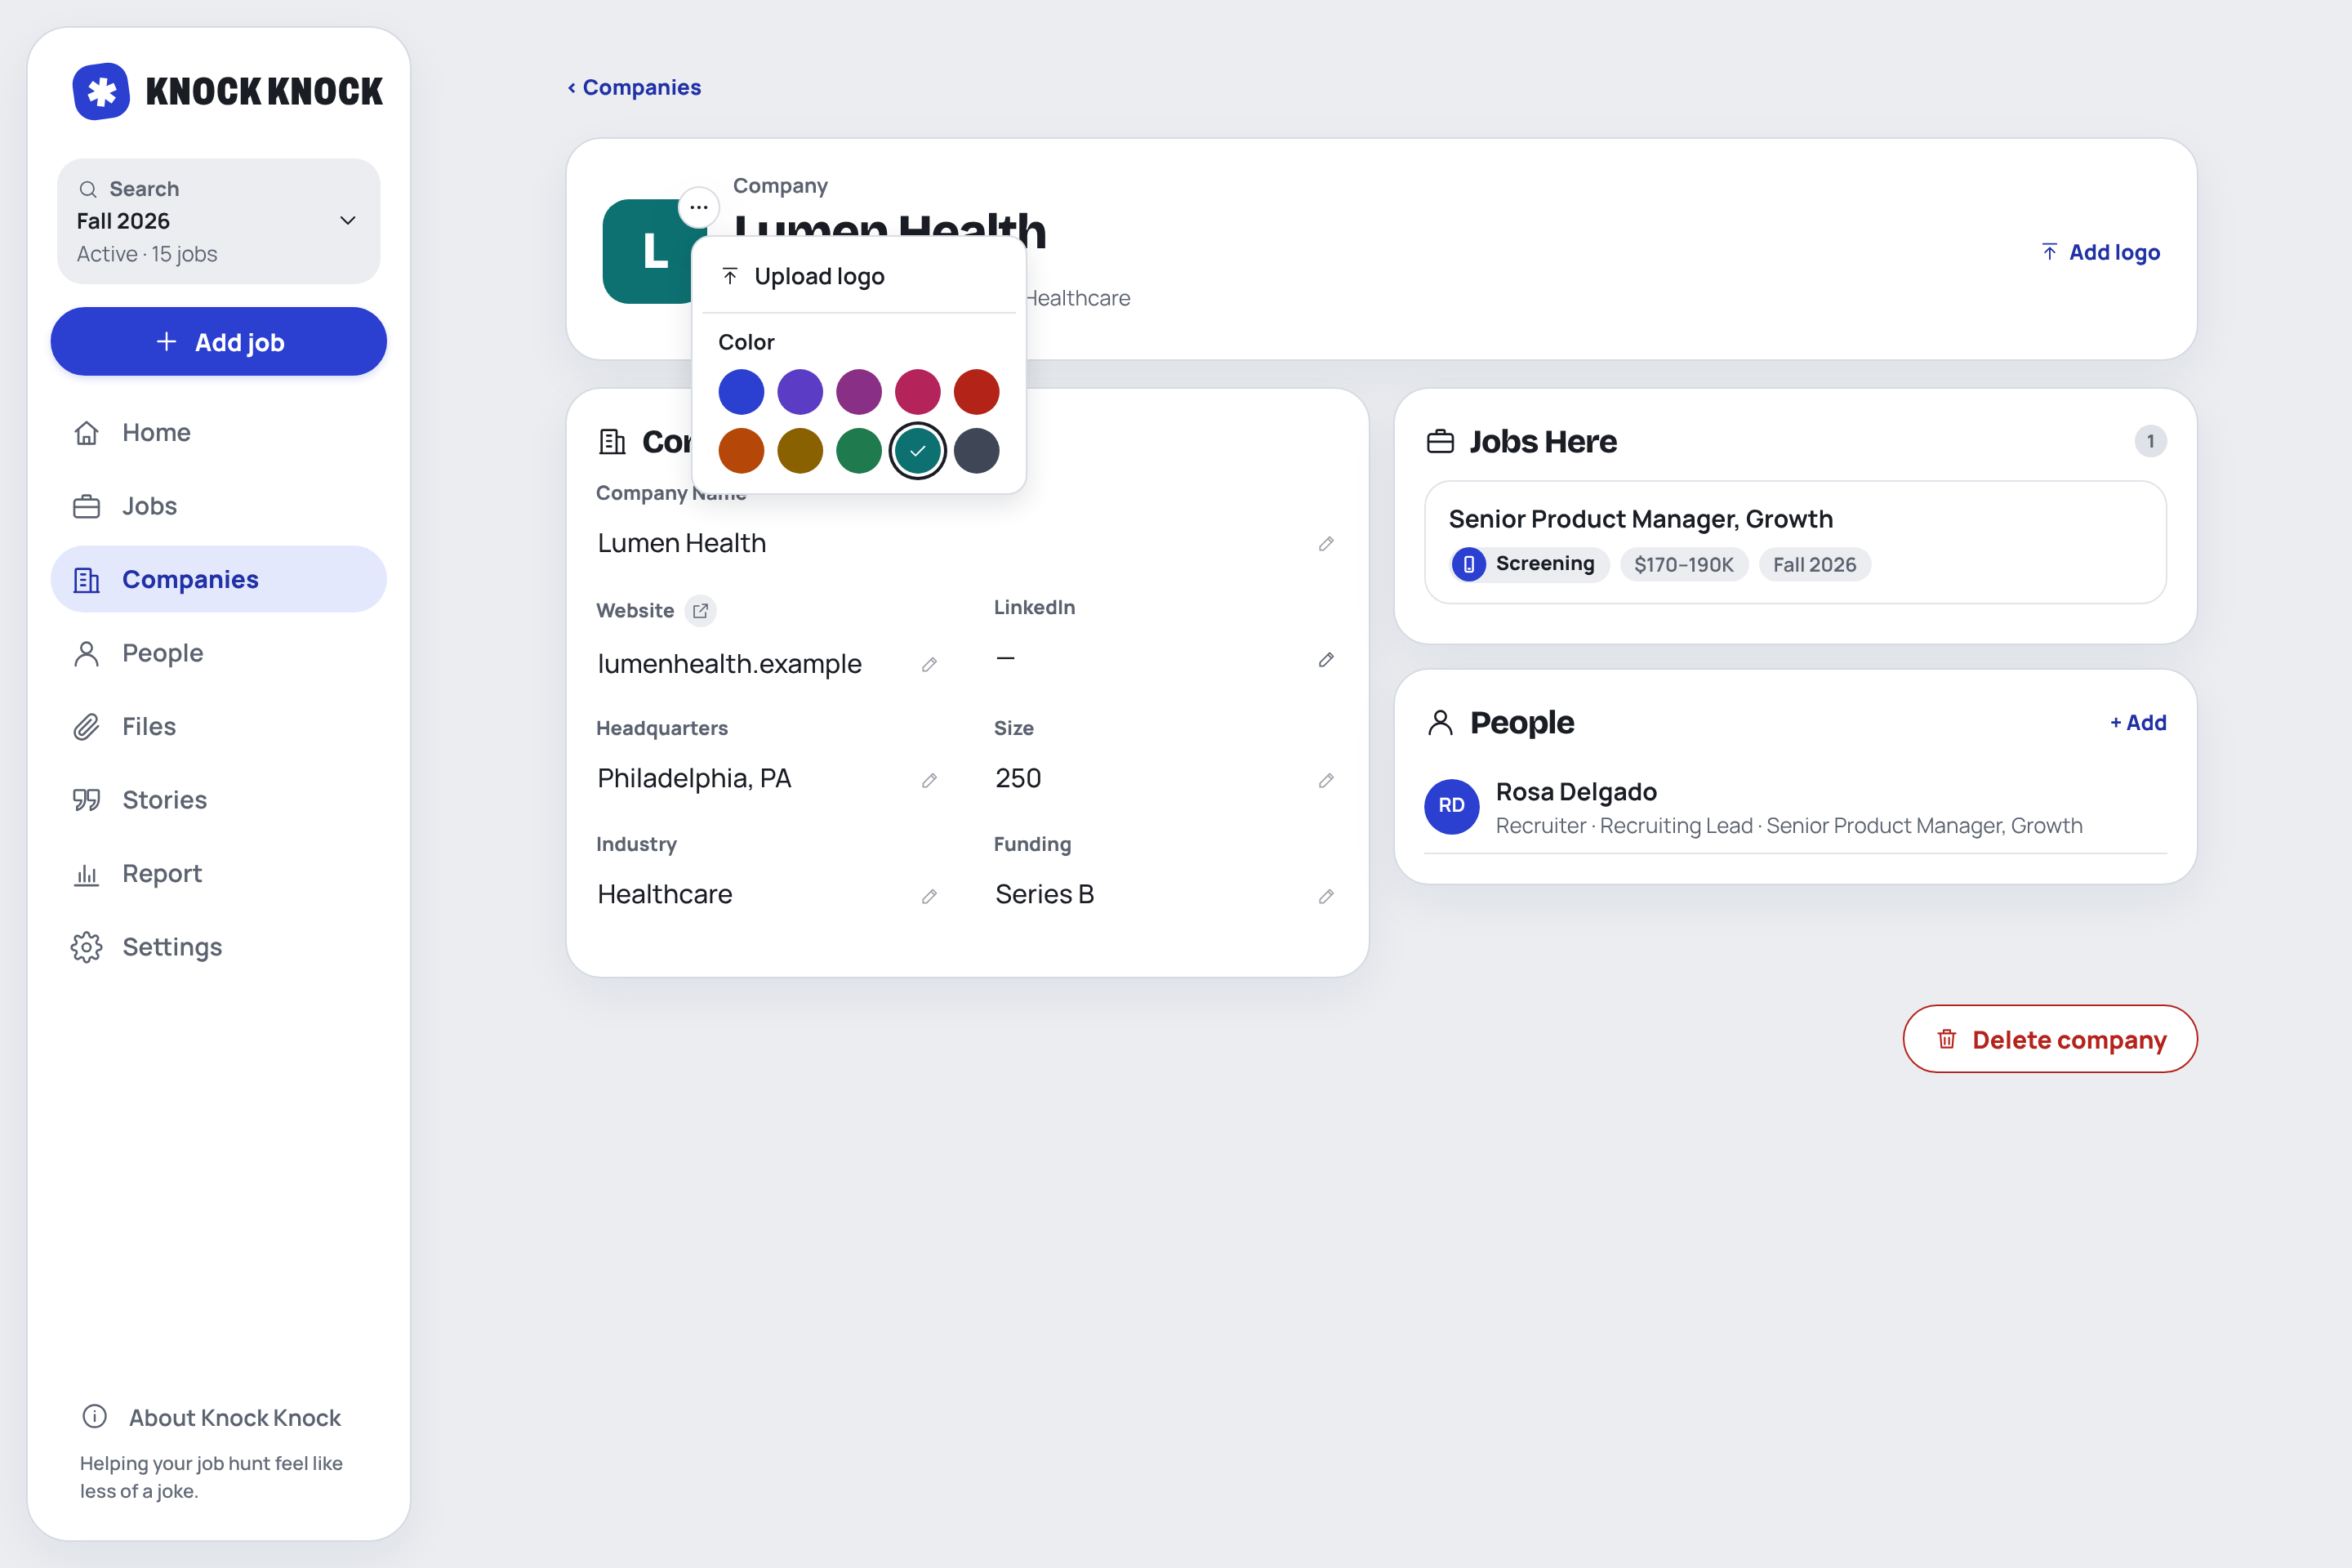 KNOCK KNOCK
Search
Fall 2026
Active · 15 jobs
Add job
Home
Jobs
Companies
People
Files
Stories
Report
Settings
About Knock Knock
Helping your job hunt feel like
less of a joke.
‹ Companies
Company
L
Lumen Health
Healthcare
Add logo
Upload logo
Color
Company Name
Lumen Health
Website
LinkedIn
lumenhealth.example
—
Headquarters
Size
Philadelphia, PA
250
Industry
Funding
Healthcare
Series B
Jobs Here
1
Senior Product Manager, Growth
Screening
$170–190K
Fall 2026
People
+ Add
RD
Rosa Delgado
Recruiter · Recruiting Lead · Senior Product Manager, Growth
Delete company